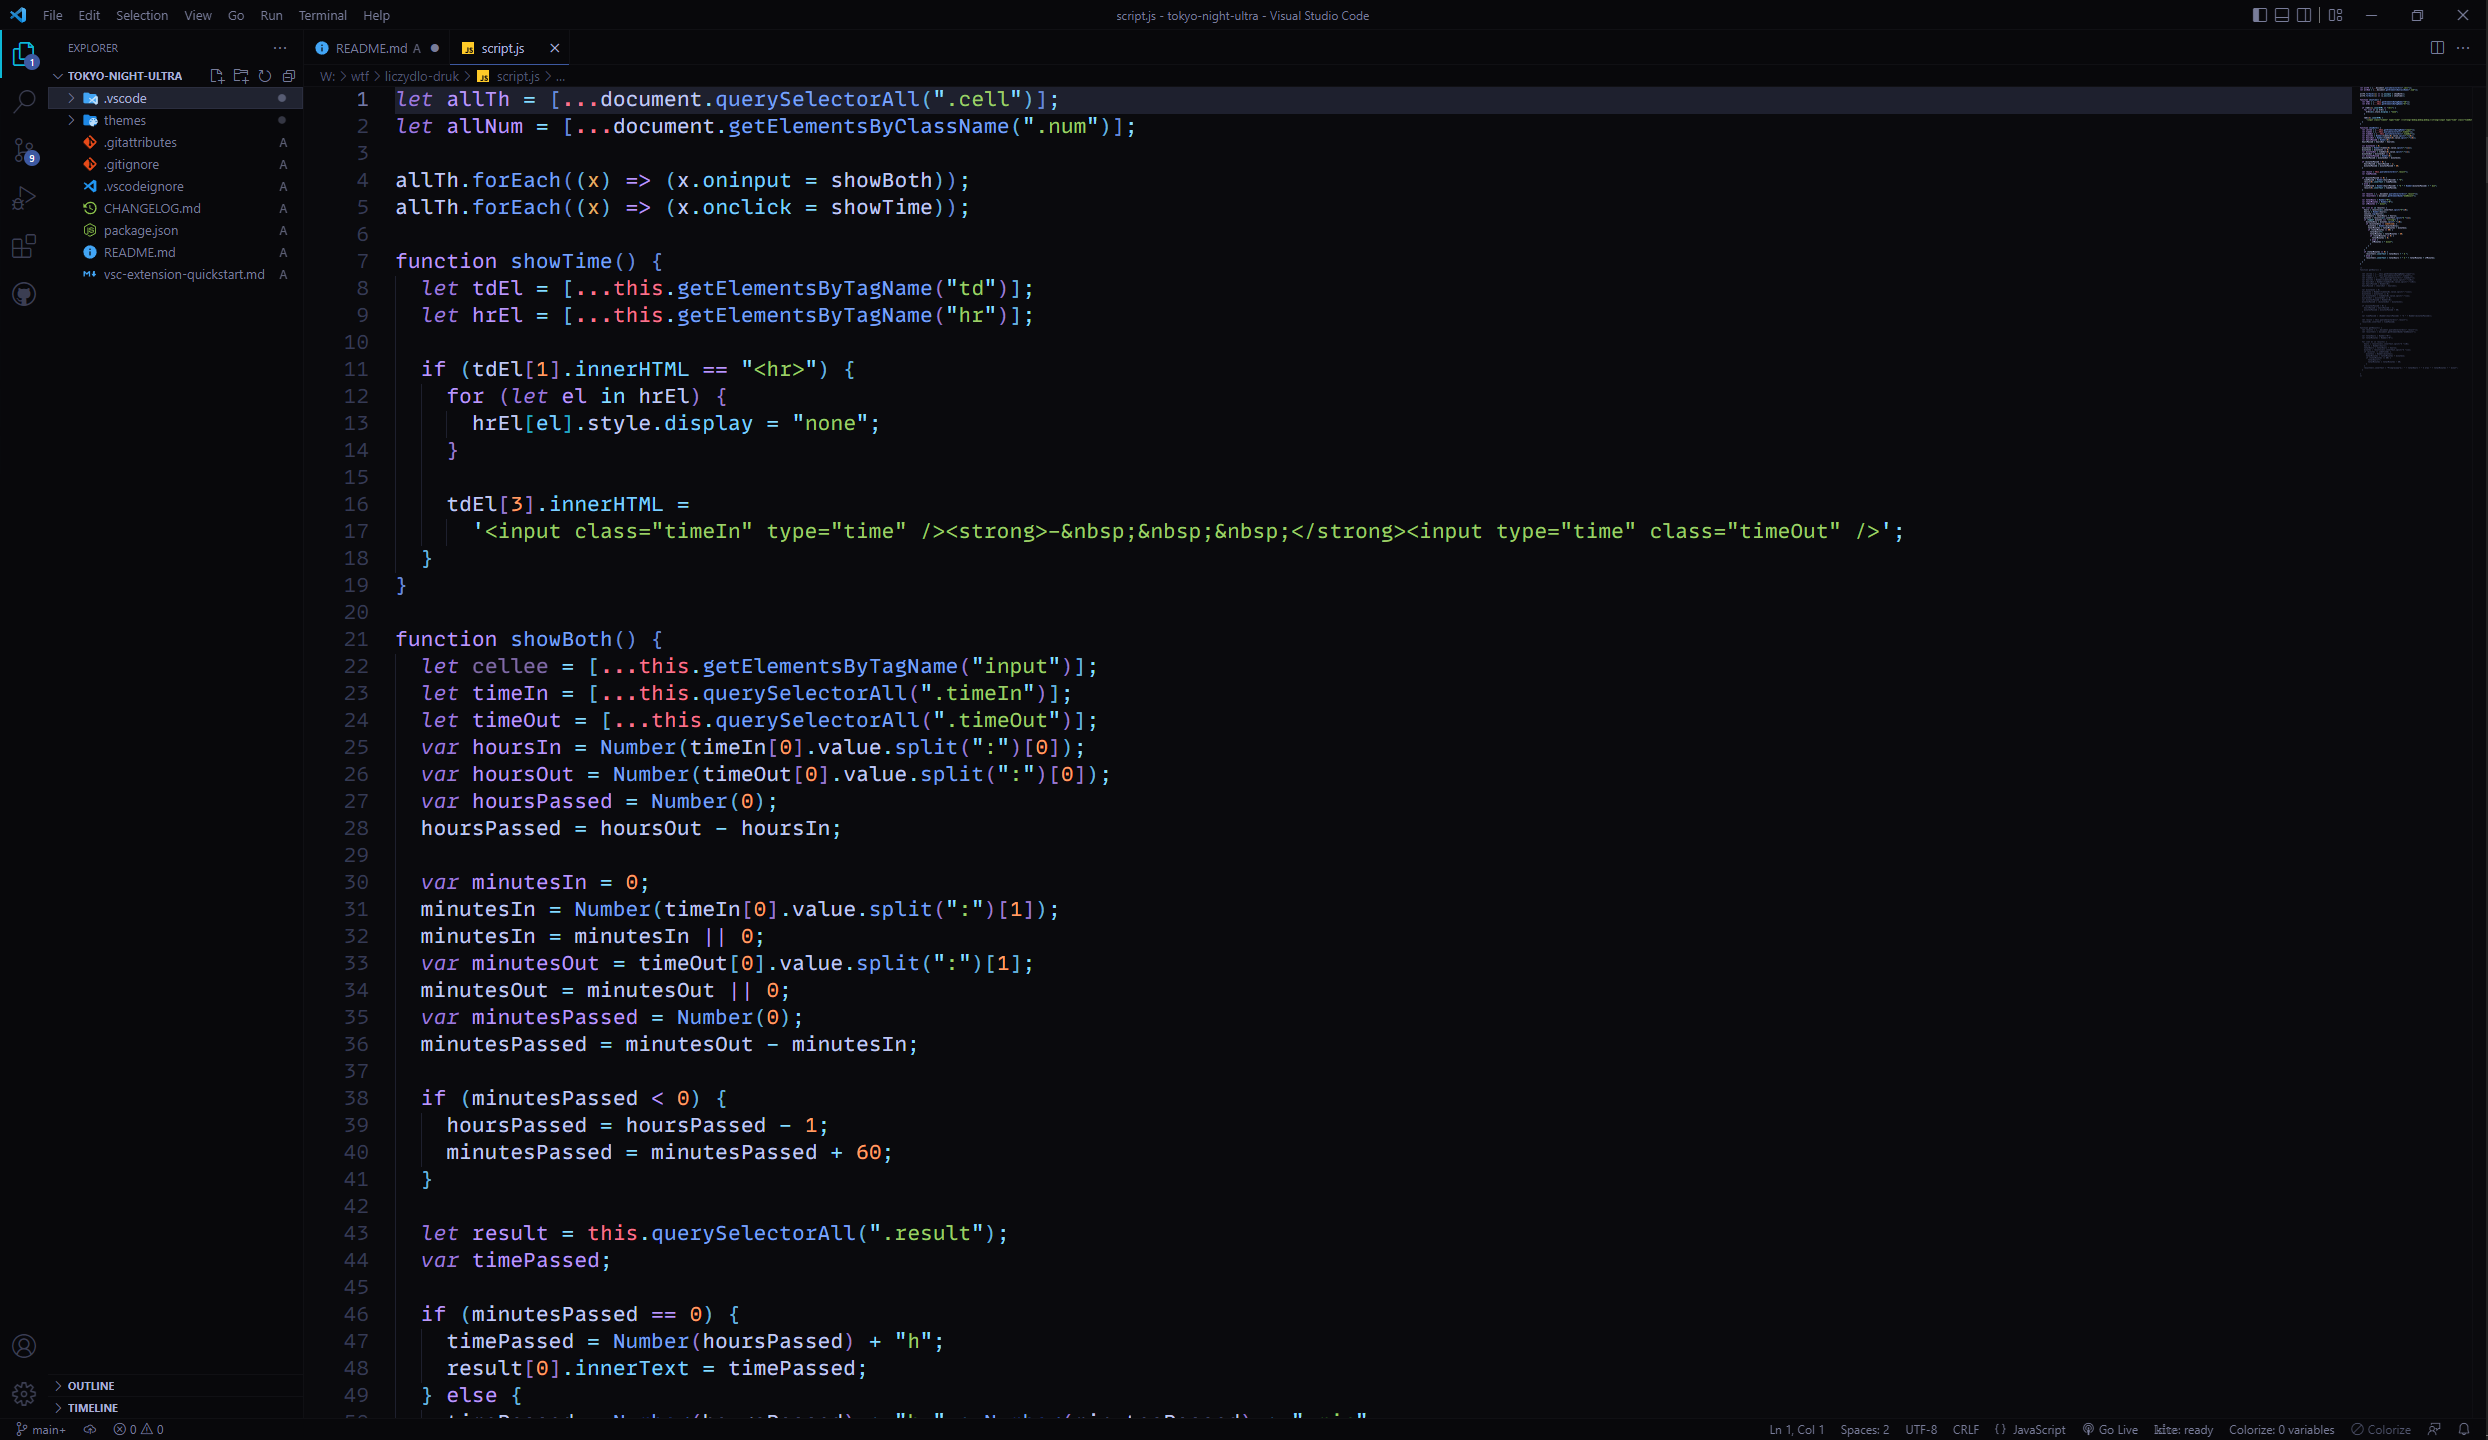 File Edit Selection View Go Run Terminal Help
script.js - tokyo-night-ultra - Visual Studio Code
EXPLORER
TOKYO-NIGHT-ULTRA
.vscode
themes
.gitattributes A
.gitignore A
.vscodeignore A
CHANGELOG.md A
package.json A
README.md A
vsc-extension-quickstart.md A
1
9
OUTLINE
TIMELINE
README.md A
JS script.js
W: > wtf > liczydlo-druk > JS script.js > ...
1 let allTh = [...document.querySelectorAll(".cell")];
2 let allNum = [...document.getElementsByClassName(".num")];
3
4 allTh.forEach((x) => (x.oninput = showBoth));
5 allTh.forEach((x) => (x.onclick = showTime));
6
7 function showTime() {
8 let tdEl = [...this.getElementsByTagName("td")];
9 let hrEl = [...this.getElementsByTagName("hr")];
10
11 if (tdEl[1].innerHTML == "<hr>") {
12 for (let el in hrEl) {
13 hrEl[el].style.display = "none";
14 }
15
16 tdEl[3].innerHTML =
17 '<input class="timeIn" type="time" /><strong>-&nbsp;&nbsp;&nbsp;</strong><input type="time" class="timeOut" />';
18 }
19 }
20
21 function showBoth() {
22 let cellee = [...this.getElementsByTagName("input")];
23 let timeIn = [...this.querySelectorAll(".timeIn")];
24 let timeOut = [...this.querySelectorAll(".timeOut")];
25 var hoursIn = Number(timeIn[0].value.split(":")[0]);
26 var hoursOut = Number(timeOut[0].value.split(":")[0]);
27 var hoursPassed = Number(0);
28 hoursPassed = hoursOut - hoursIn;
29
30 var minutesIn = 0;
31 minutesIn = Number(timeIn[0].value.split(":")[1]);
32 minutesIn = minutesIn || 0;
33 var minutesOut = timeOut[0].value.split(":")[1];
34 minutesOut = minutesOut || 0;
35 var minutesPassed = Number(0);
36 minutesPassed = minutesOut - minutesIn;
37
38 if (minutesPassed < 0) {
39 hoursPassed = hoursPassed - 1;
40 minutesPassed = minutesPassed + 60;
41 }
42
43 let result = this.querySelectorAll(".result");
44 var timePassed;
45
46 if (minutesPassed == 0) {
47 timePassed = Number(hoursPassed) + "h";
48 result[0].innerText = timePassed;
49 } else {
main+ 0 0
Ln 1, Col 1 Spaces: 2 UTF-8 CRLF {} JavaScript Go Live kite: ready Colorize: 0 variables Colorize